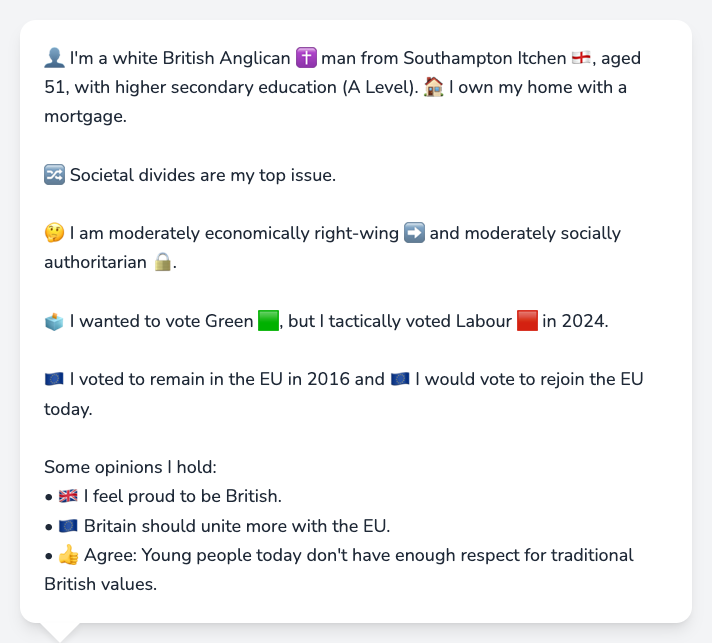 👤 I'm a white British Anglican ✝️ man from Southampton Itchen 🏴󠁧󠁢󠁥󠁮󠁧󠁿, aged
51, with higher secondary education (A Level). 🏠 I own my home with a
mortgage.
🔀 Societal divides are my top issue.
🤔 I am moderately economically right-wing ➡️ and moderately socially
authoritarian 🔒.
🗳️ I wanted to vote Green 🟩, but I tactically voted Labour 🟥 in 2024.
🇪🇺 I voted to remain in the EU in 2016 and 🇪🇺 I would vote to rejoin the EU
today.
Some opinions I hold:
• 🇬🇧 I feel proud to be British.
• 🇪🇺 Britain should unite more with the EU.
• 👍 Agree: Young people today don't have enough respect for traditional
British values.